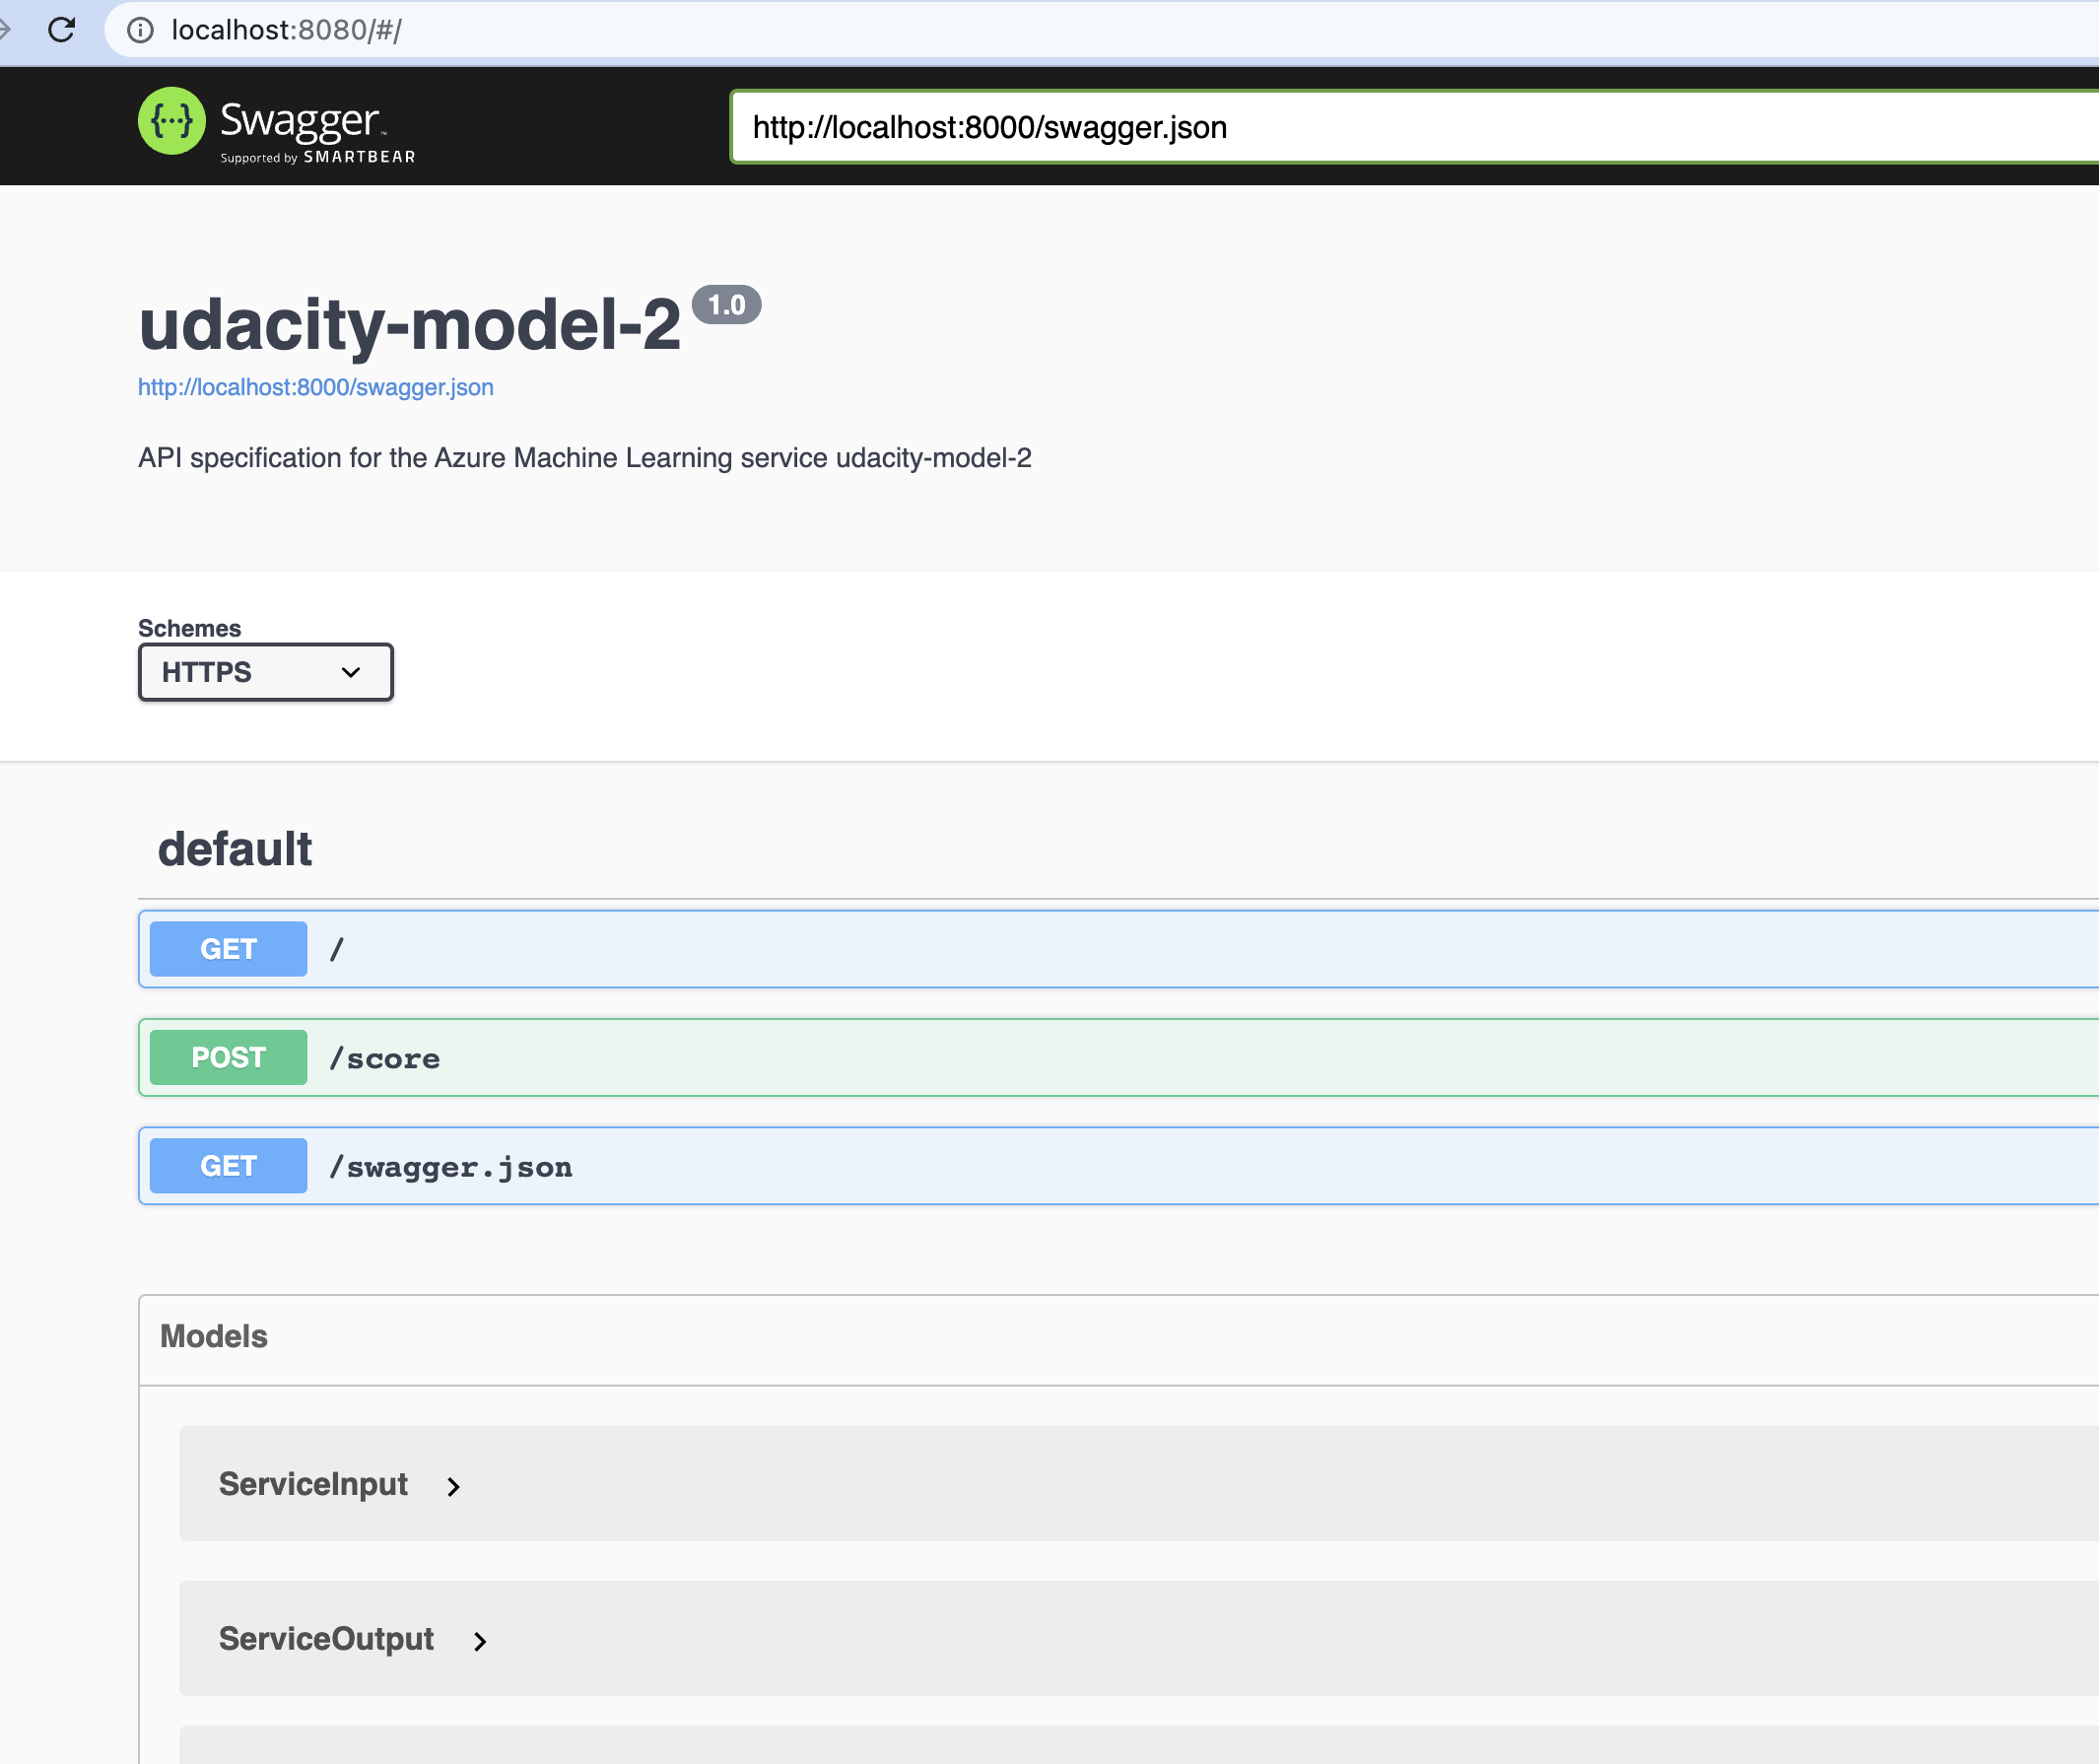 localhost:8080/#/
{...} Swagger™
Supported by SMARTBEAR
http://localhost:8000/swagger.json
udacity-model-2 1.0
http://localhost:8000/swagger.json
API specification for the Azure Machine Learning service udacity-model-2
Schemes
HTTPS
default
GET /
POST /score
GET /swagger.json
Models
ServiceInput
ServiceOutput